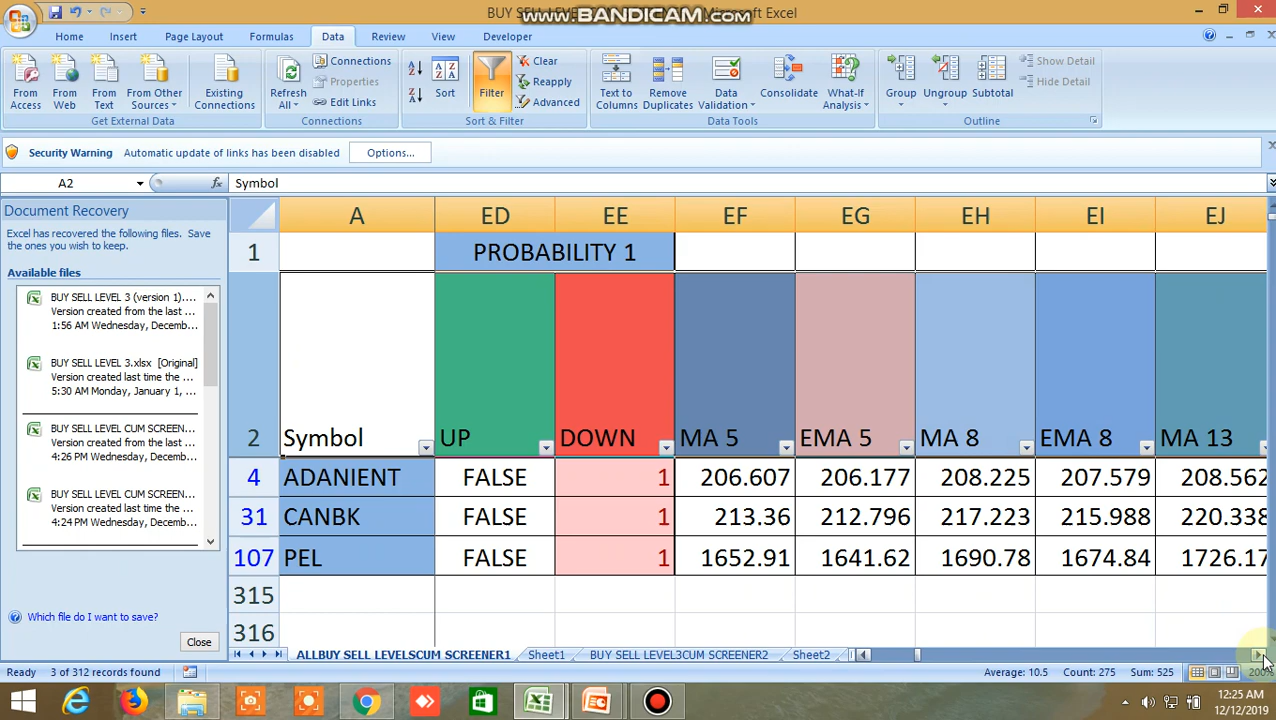 BUY SELL LEVEL CUM SCREENER - Microsoft Excel
www.BANDICAM.com
Home Insert Page Layout Formulas Data Review View Developer
From Access
From Web
From Text
From Other Sources
Existing Connections
Get External Data
Refresh All
Connections
Properties
Edit Links
Connections
Sort
Filter
Clear
Reapply
Advanced
Sort & Filter
Text to Columns
Remove Duplicates
Data Validation
Consolidate
What-If Analysis
Data Tools
Group
Ungroup
Subtotal
Show Detail
Hide Detail
Outline
Security Warning Automatic update of links has been disabled Options...
A2 fx Symbol
Document Recovery
Excel has recovered the following files. Save
the ones you wish to keep.
Available files
BUY SELL LEVEL 3 (version 1)....
Version created from the last ...
1:56 AM Wednesday, Decemb...
BUY SELL LEVEL 3.xlsx [Original]
Version created last time the ...
5:30 AM Monday, January 1, ...
BUY SELL LEVEL CUM SCREEN...
Version created from the last ...
4:26 PM Wednesday, Decemb...
BUY SELL LEVEL CUM SCREEN...
Version created last time the ...
4:24 PM Wednesday, Decemb...
Which file do I want to save?
Close
A ED EE EF EG EH EI EJ
1 PROBABILITY 1
2 Symbol UP DOWN MA 5 EMA 5 MA 8 EMA 8 MA 13
4 ADANIENT FALSE 1 206.607 206.177 208.225 207.579 208.562
31 CANBK FALSE 1 213.36 212.796 217.223 215.988 220.338
107 PEL FALSE 1 1652.91 1641.62 1690.78 1674.84 1726.17
315
316
ALLBUY SELL LEVELSCUM SCREENER1 Sheet1 BUY SELL LEVEL3CUM SCREENER2 Sheet2
Ready 3 of 312 records found Average: 10.5 Count: 275 Sum: 525 200%
12:25 AM
12/12/2019